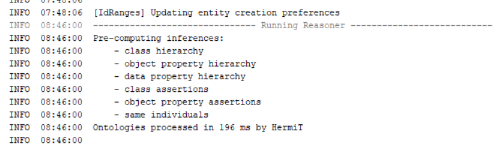 INFO 07:48:06
INFO 07:48:06 [IdRanges] Updating entity creation preferences
INFO 08:46:00 ------------------------------- Running Reasoner -------------------------------
INFO 08:46:00 Pre-computing inferences:
INFO 08:46:00 - class hierarchy
INFO 08:46:00 - object property hierarchy
INFO 08:46:00 - data property hierarchy
INFO 08:46:00 - class assertions
INFO 08:46:00 - object property assertions
INFO 08:46:00 - same individuals
INFO 08:46:00 Ontologies processed in 196 ms by HermiT
INFO 08:46:00